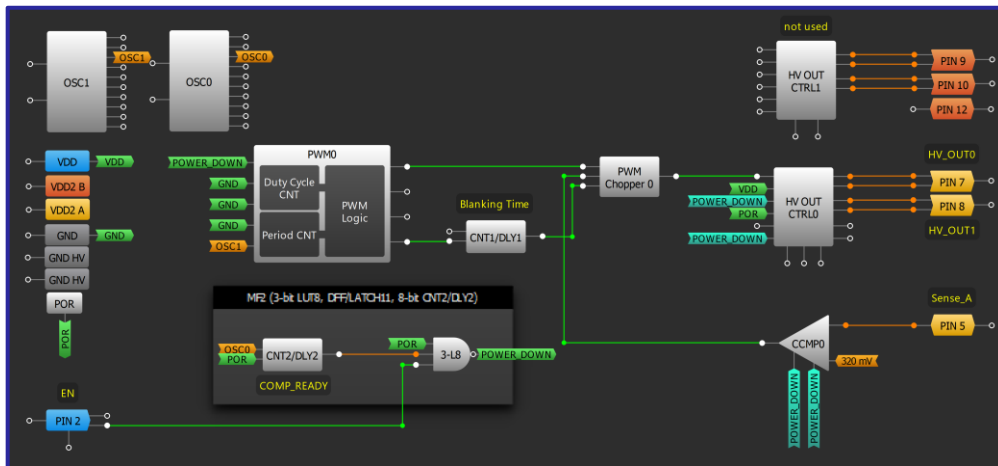 not used
OSC1
OSC1
OSC0
OSC0
HV OUT
CTRL1
PIN 9
PIN 10
PIN 12
VDD
VDD
VDD2 B
VDD2 A
GND
GND
GND HV
GND HV
POR
POR
POWER_DOWN
GND
GND
GND
OSC1
PWM0
Duty Cycle
CNT
Period CNT
PWM
Logic
Blanking Time
CNT1/DLY1
PWM
Chopper 0
VDD
POWER_DOWN
POR
POWER_DOWN
HV OUT
CTRL0
HV_OUT0
PIN 7
PIN 8
HV_OUT1
MF2 (3-bit LUT8, DFF/LATCH11, 8-bit CNT2/DLY2)
OSC0
POR
CNT2/DLY2
COMP_READY
POR
3-L8
POWER_DOWN
Sense_A
PIN 5
CCMP0
320 mV
POWER_DOWN
POWER_DOWN
EN
PIN 2